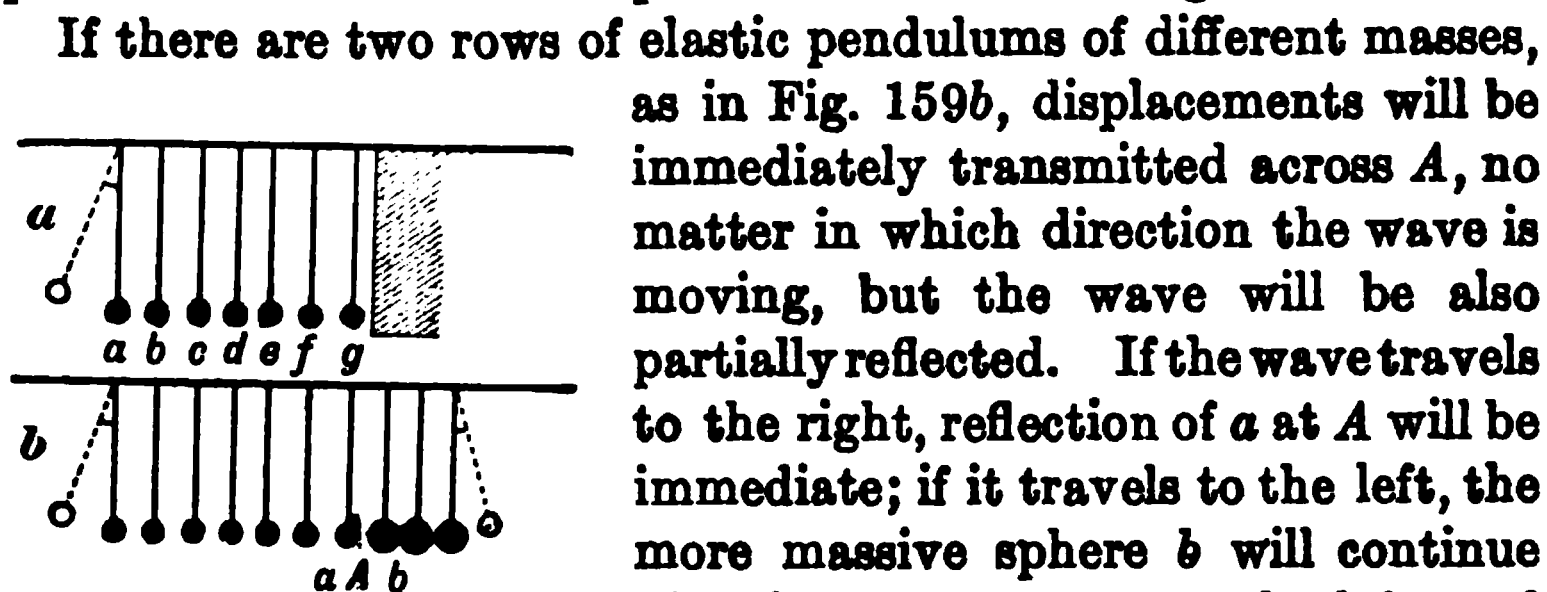 If there are two rows of elastic pendulums of different masses,
as in Fig. 159b, displacements will be
immediately transmitted across A, no
matter in which direction the wave is
moving, but the wave will be also
partially reflected. If the wave travels
to the right, reflection of a at A will be
immediate; if it travels to the left, the
more massive sphere b will continue
a
a b c d e f g
b
a A b